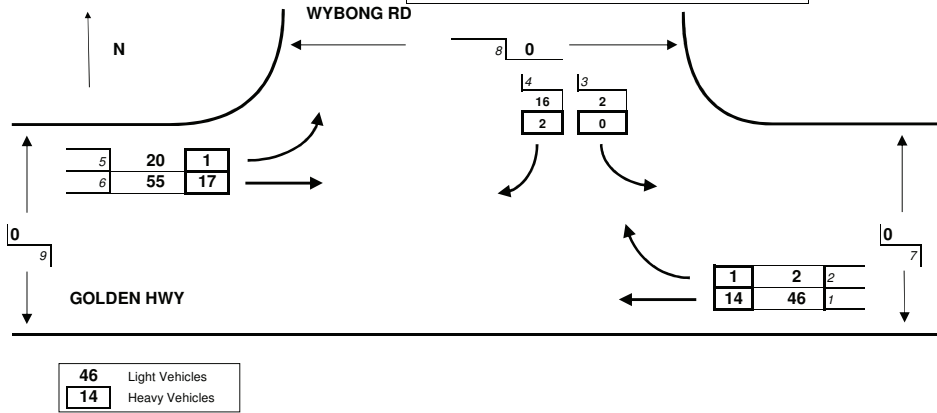 WYBONG RD
N
8 0
4 3
16 2
2 0
5 20 1
6 55 17
0
9
0
7
1 2 2
14 46 1
GOLDEN HWY
46 Light Vehicles
14 Heavy Vehicles